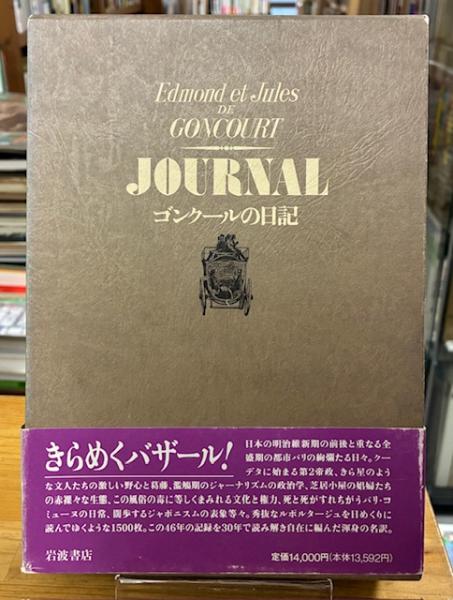 Edmond et Jules
DE
GONCOURT
JOURNAL
ゴンクールの日記
きらめくバザール!
日本の明治維新期の前後と重なる全
盛期の都市パリの絢爛たる日々。クー
デタに始まる第2帝政、きら星のよう
な文人たちの激しい野心と葛藤、濫觴期のジャーナリズムの政治学、芝居小屋の娼婦たち
の赤裸々な生態、この風俗の毒に等しくまみれる文化と権力、死と死がすれちがうパリ・コ
ミューヌの日常、闊歩するジャポニスムの表象等々。秀抜なルポルタージュを日めくりに
読んでゆくような1500枚。この46年の記録を30年で読み解き自在に編んだ渾身の名訳。
岩波書店
定価14,000円(本体13,592円)